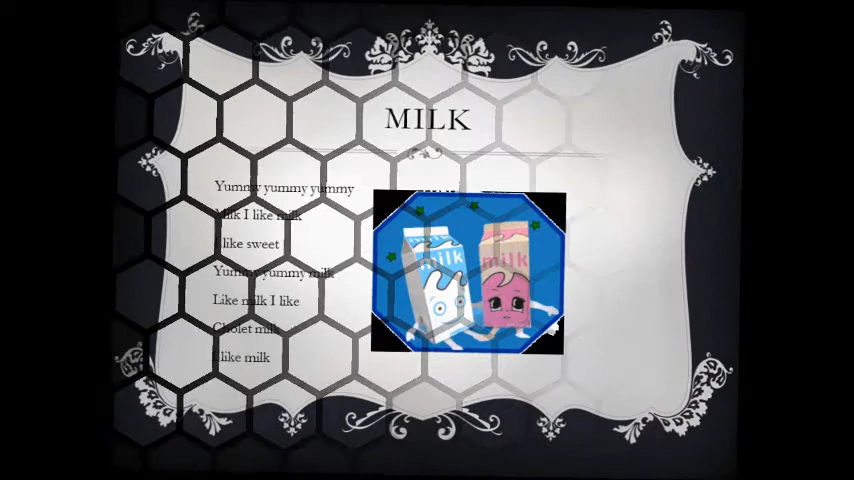 MILK
Yummy yummy yummy
Milk I like milk
I like sweet
Yummy yummy milk
Like milk I like
Cholet milk
I like milk
milk
milk